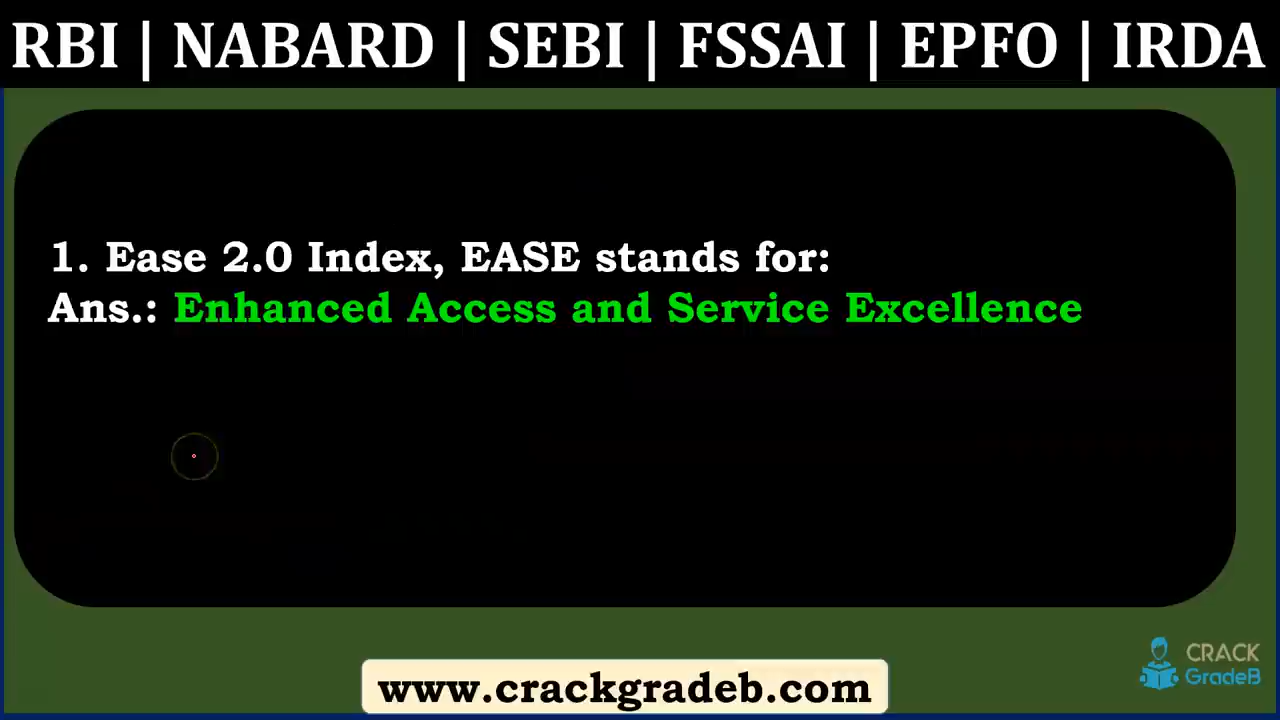 RBI | NABARD | SEBI | FSSAI | EPFO | IRDA
1. Ease 2.0 Index, EASE stands for:
Ans.: Enhanced Access and Service Excellence
CRACK
GradeB
www.crackgradeb.com